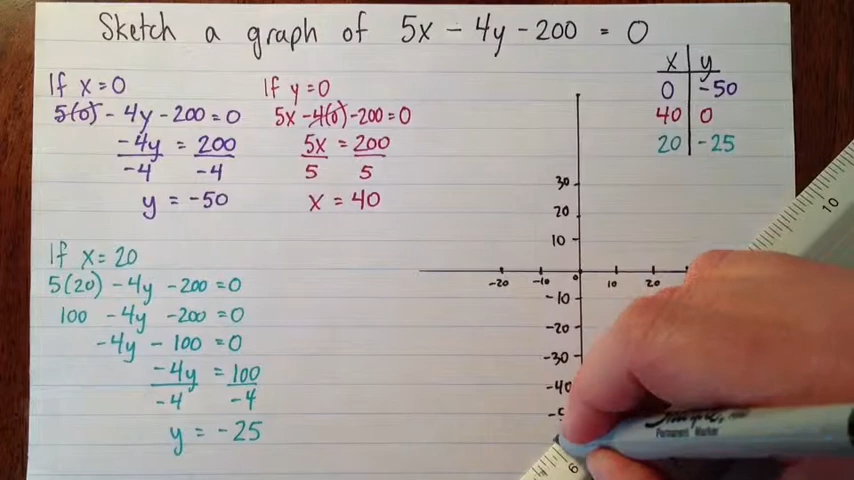 Sketch a graph of 5x - 4y - 200 = 0
If x = 0
5(0) - 4y - 200 = 0
-4y = 200
-4 -4
y = -50
If y = 0
5x - 4(0) - 200 = 0
5x = 200
5 5
x = 40
x y
0 -50
40 0
20 -25
If x = 20
5(20) - 4y - 200 = 0
100 - 4y - 200 = 0
-4y - 100 = 0
-4y = 100
-4 -4
y = -25
30
20
10
-20 -10 0 10 20
-10
-20
-30
-40
10
6
Permanent Marker